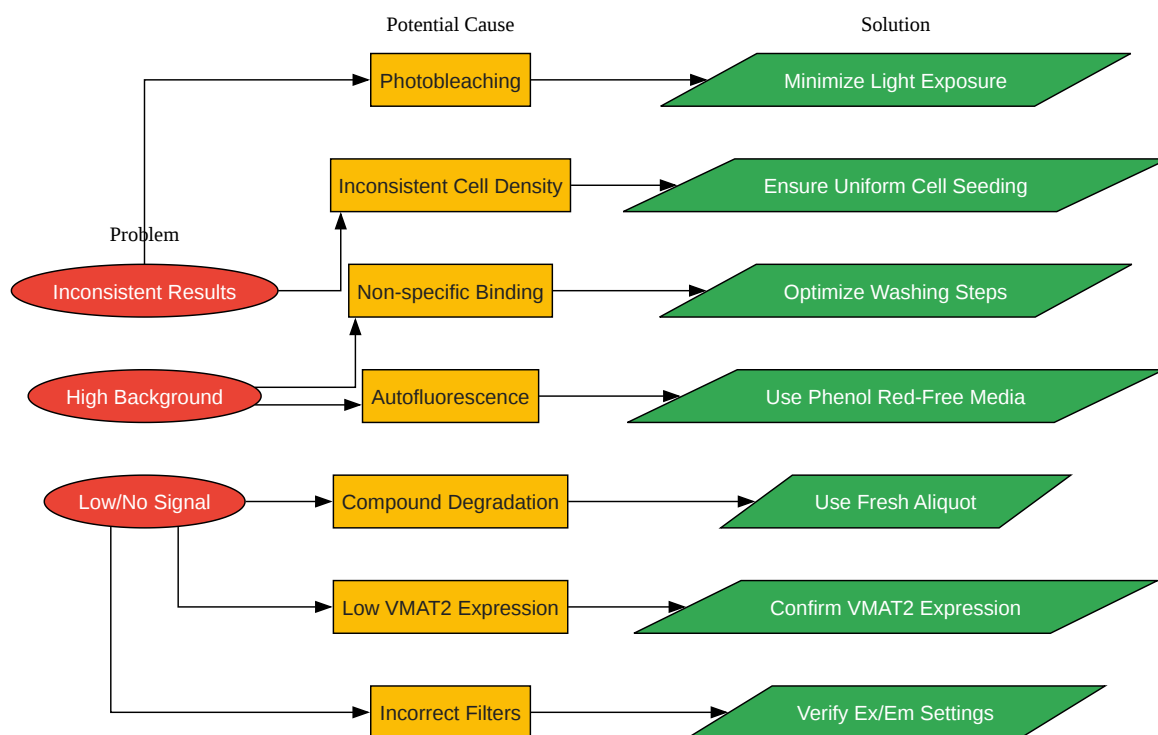 Potential Cause
Solution
Photobleaching
Minimize Light Exposure
Inconsistent Cell Density
Ensure Uniform Cell Seeding
Problem
Inconsistent Results
Non-specific Binding
Optimize Washing Steps
High Background
Autofluorescence
Use Phenol Red-Free Media
Low/No Signal
Compound Degradation
Use Fresh Aliquot
Low VMAT2 Expression
Confirm VMAT2 Expression
Incorrect Filters
Verify Ex/Em Settings